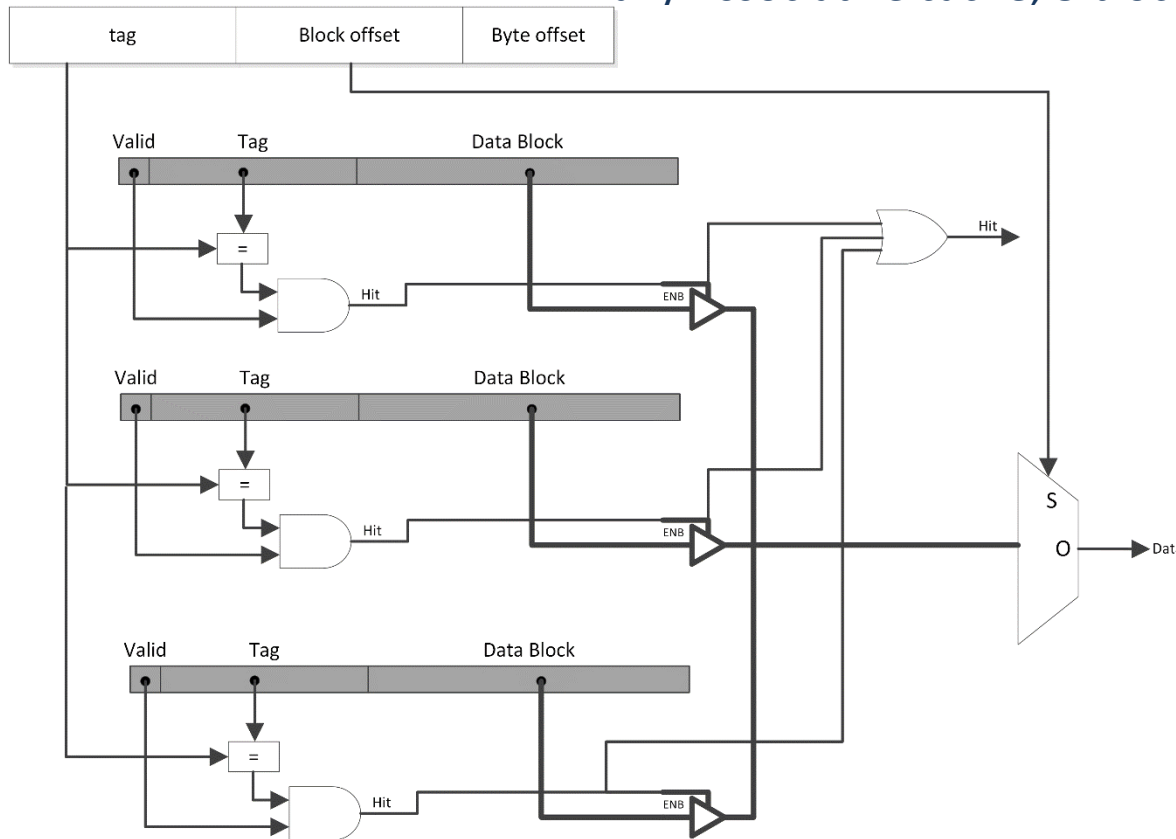 tag Block offset Byte offset
Valid Tag Data Block
=
Hit
ENB
Hit
Valid Tag Data Block
=
Hit
ENB
S
O
Dat
Valid Tag Data Block
=
Hit
ENB